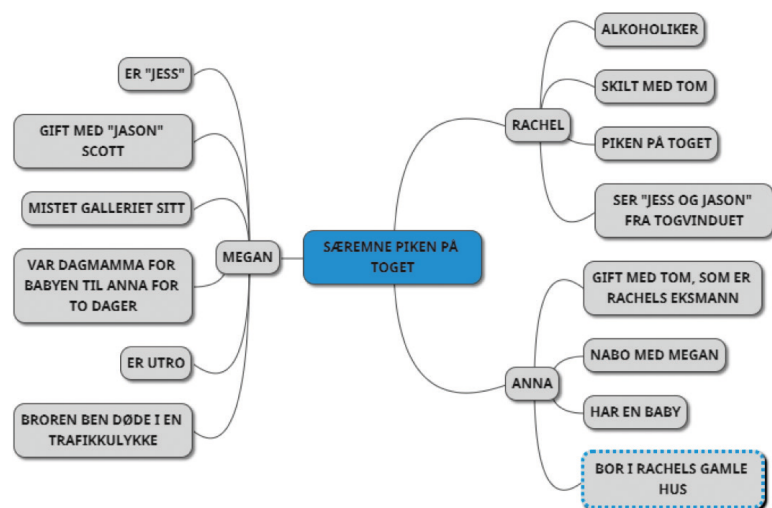 SÆREMNE PIKEN PÅ
TOGET
MEGAN
ER "JESS"
GIFT MED "JASON"
SCOTT
MISTET GALLERIET SITT
VAR DAGMAMMA FOR
BABYEN TIL ANNA FOR
TO DAGER
ER UTRO
BROREN BEN DØDE I EN
TRAFIKKULYKKE
RACHEL
ALKOHOLIKER
SKILT MED TOM
PIKEN PÅ TOGET
SER "JESS OG JASON"
FRA TOGVINDUET
ANNA
GIFT MED TOM, SOM ER
RACHELS EKSMANN
NABO MED MEGAN
HAR EN BABY
BOR I RACHELS GAMLE
HUS